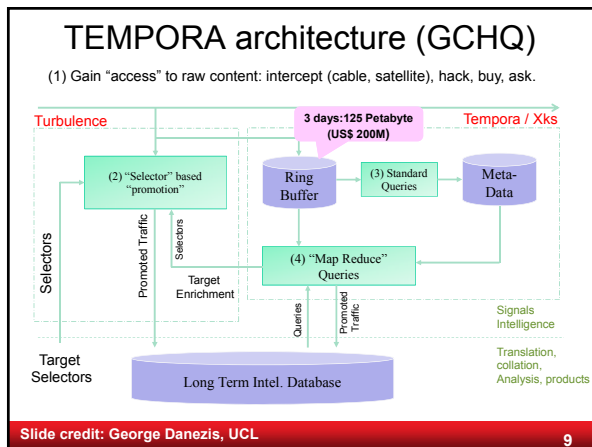 TEMPORA architecture (GCHQ)
(1) Gain “access” to raw content: intercept (cable, satellite), hack, buy, ask.
Turbulence
3 days:125 Petabyte
(US$ 200M)
Tempora / Xks
(2) “Selector” based
“promotion”
Ring
Buffer
(3) Standard
Queries
Meta-
Data
Selectors
Promoted Traffic
Selectors
Target
Enrichment
(4) “Map Reduce”
Queries
Queries
Promoted
Traffic
Signals
Intelligence
Target
Selectors
Long Term Intel. Database
Translation,
collation,
Analysis, products
Slide credit: George Danezis, UCL
9